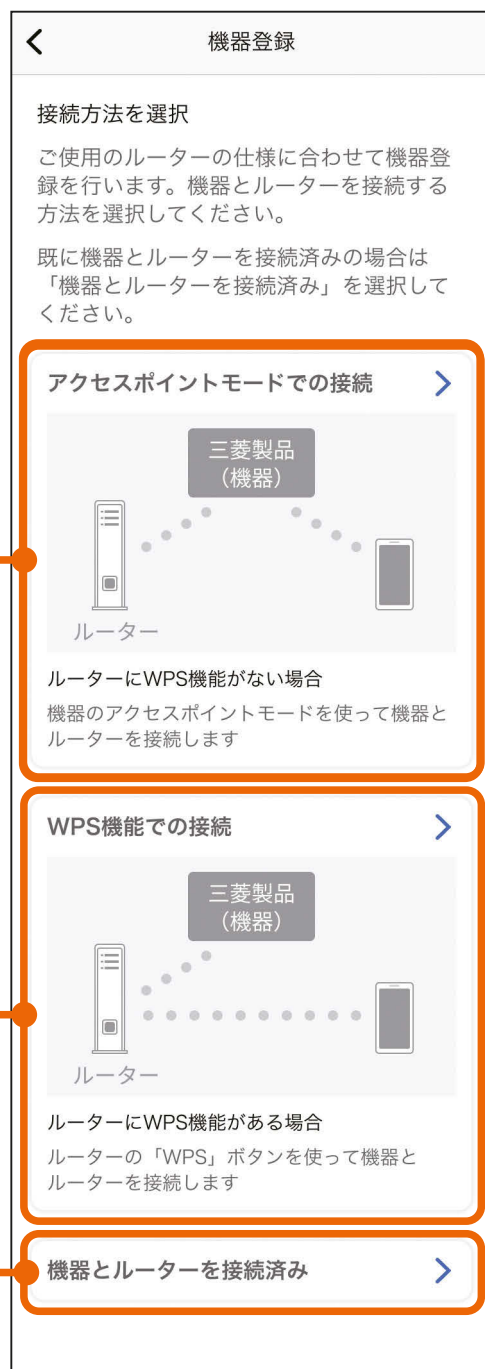 機器登録
接続方法を選択
ご使用のルーターの仕様に合わせて機器登
録を行います。機器とルーターを接続する
方法を選択してください。
既に機器とルーターを接続済みの場合は
「機器とルーターを接続済み」を選択して
ください。
アクセスポイントモードでの接続
三菱製品
（機器）
ルーター
ルーターにWPS機能がない場合
機器のアクセスポイントモードを使って機器と
ルーターを接続します
WPS機能での接続
三菱製品
（機器）
ルーター
ルーターにWPS機能がある場合
ルーターの「WPS」ボタンを使って機器と
ルーターを接続します
機器とルーターを接続済み